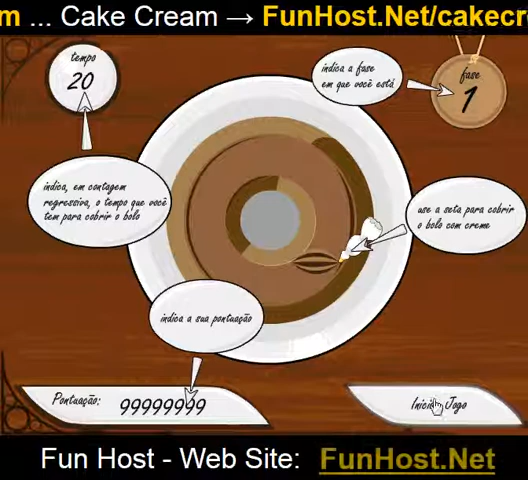 m ... Cake Cream → FunHost.Net/cakecr
tempo
20
indica a fase
em que você está
fase
1
indica, em contagem
regressiva, o tempo que você
tem para cobrir o bolo
use a seta para cobrir
o bolo com creme
indica a sua pontuação
Pontuação: 99999999
Iniciar Jogo
Fun Host - Web Site: FunHost.Net